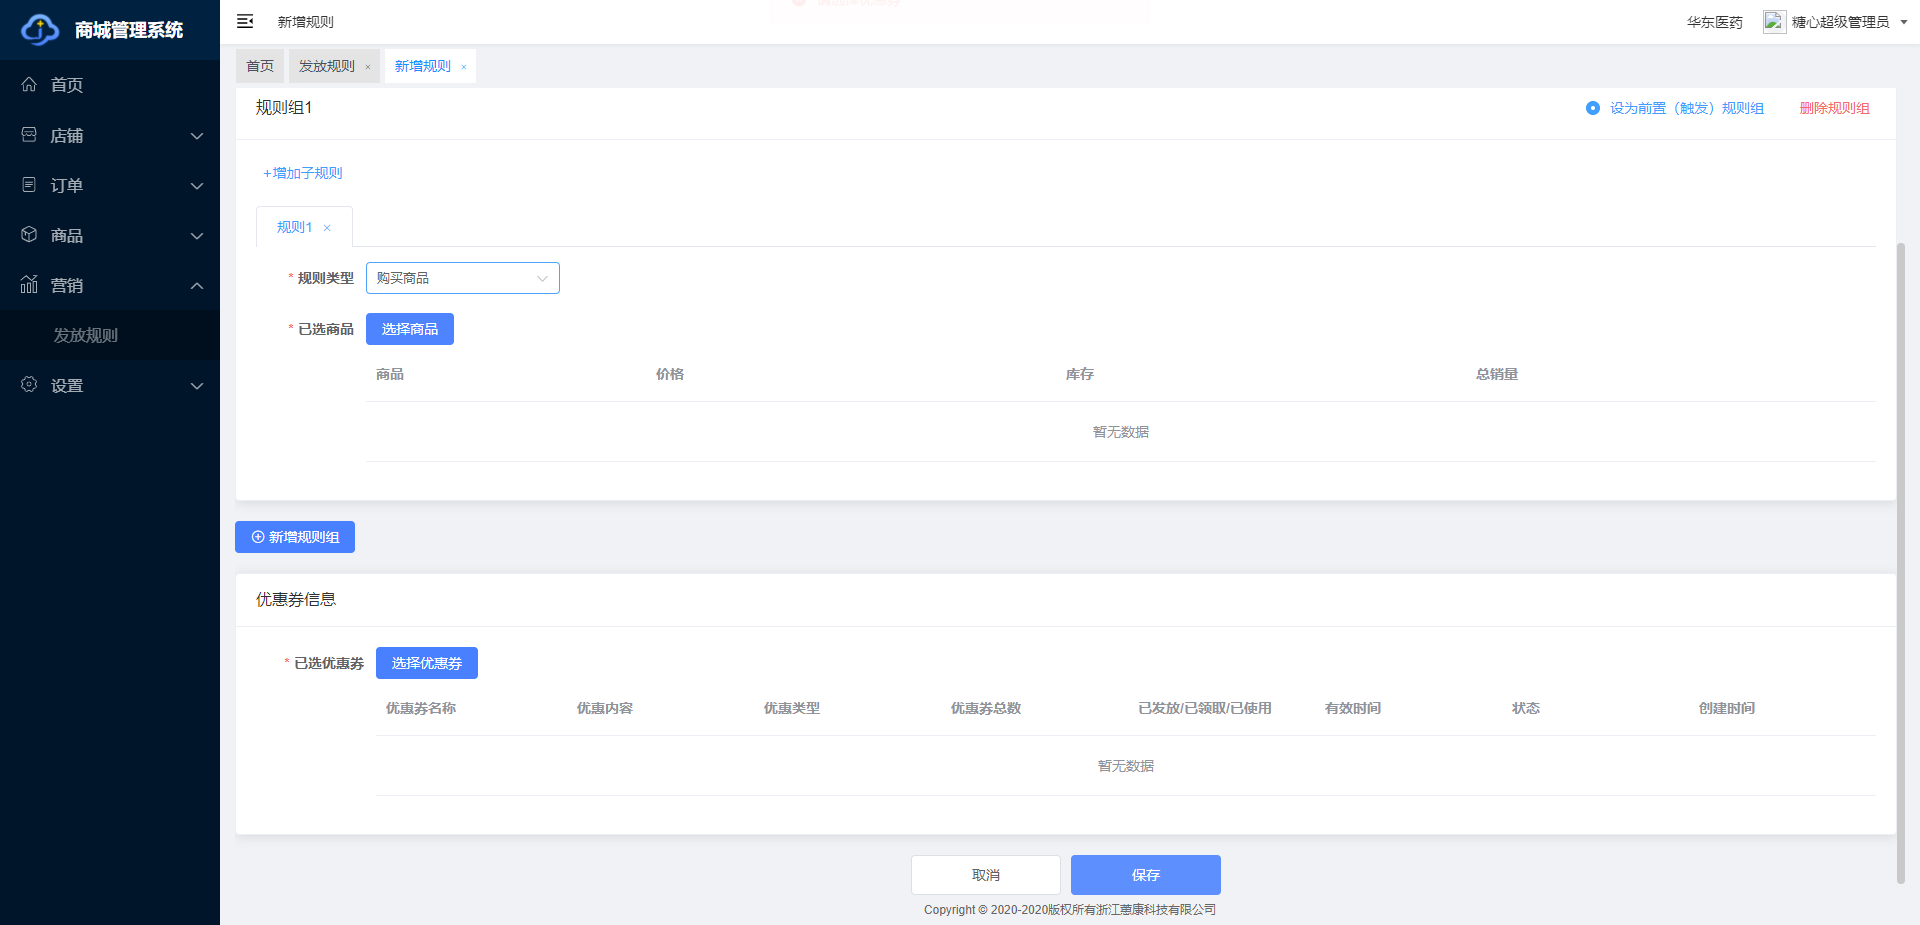 商城管理系统
新增规则
华东医药
糖心超级管理员
首页
店铺
订单
商品
营销
发放规则
设置
首页
发放规则 ×
新增规则 ×
规则组1
设为前置（触发）规则组
删除规则组
+增加子规则
规则1 ×
* 规则类型
购买商品
* 已选商品
选择商品
商品 价格 库存 总销量
暂无数据
新增规则组
优惠券信息
* 已选优惠券
选择优惠券
优惠券名称 优惠内容 优惠类型 优惠券总数 已发放/已领取/已使用 有效时间 状态 创建时间
暂无数据
取消
保存
Copyright © 2020-2020版权所有浙江康科技有限公司